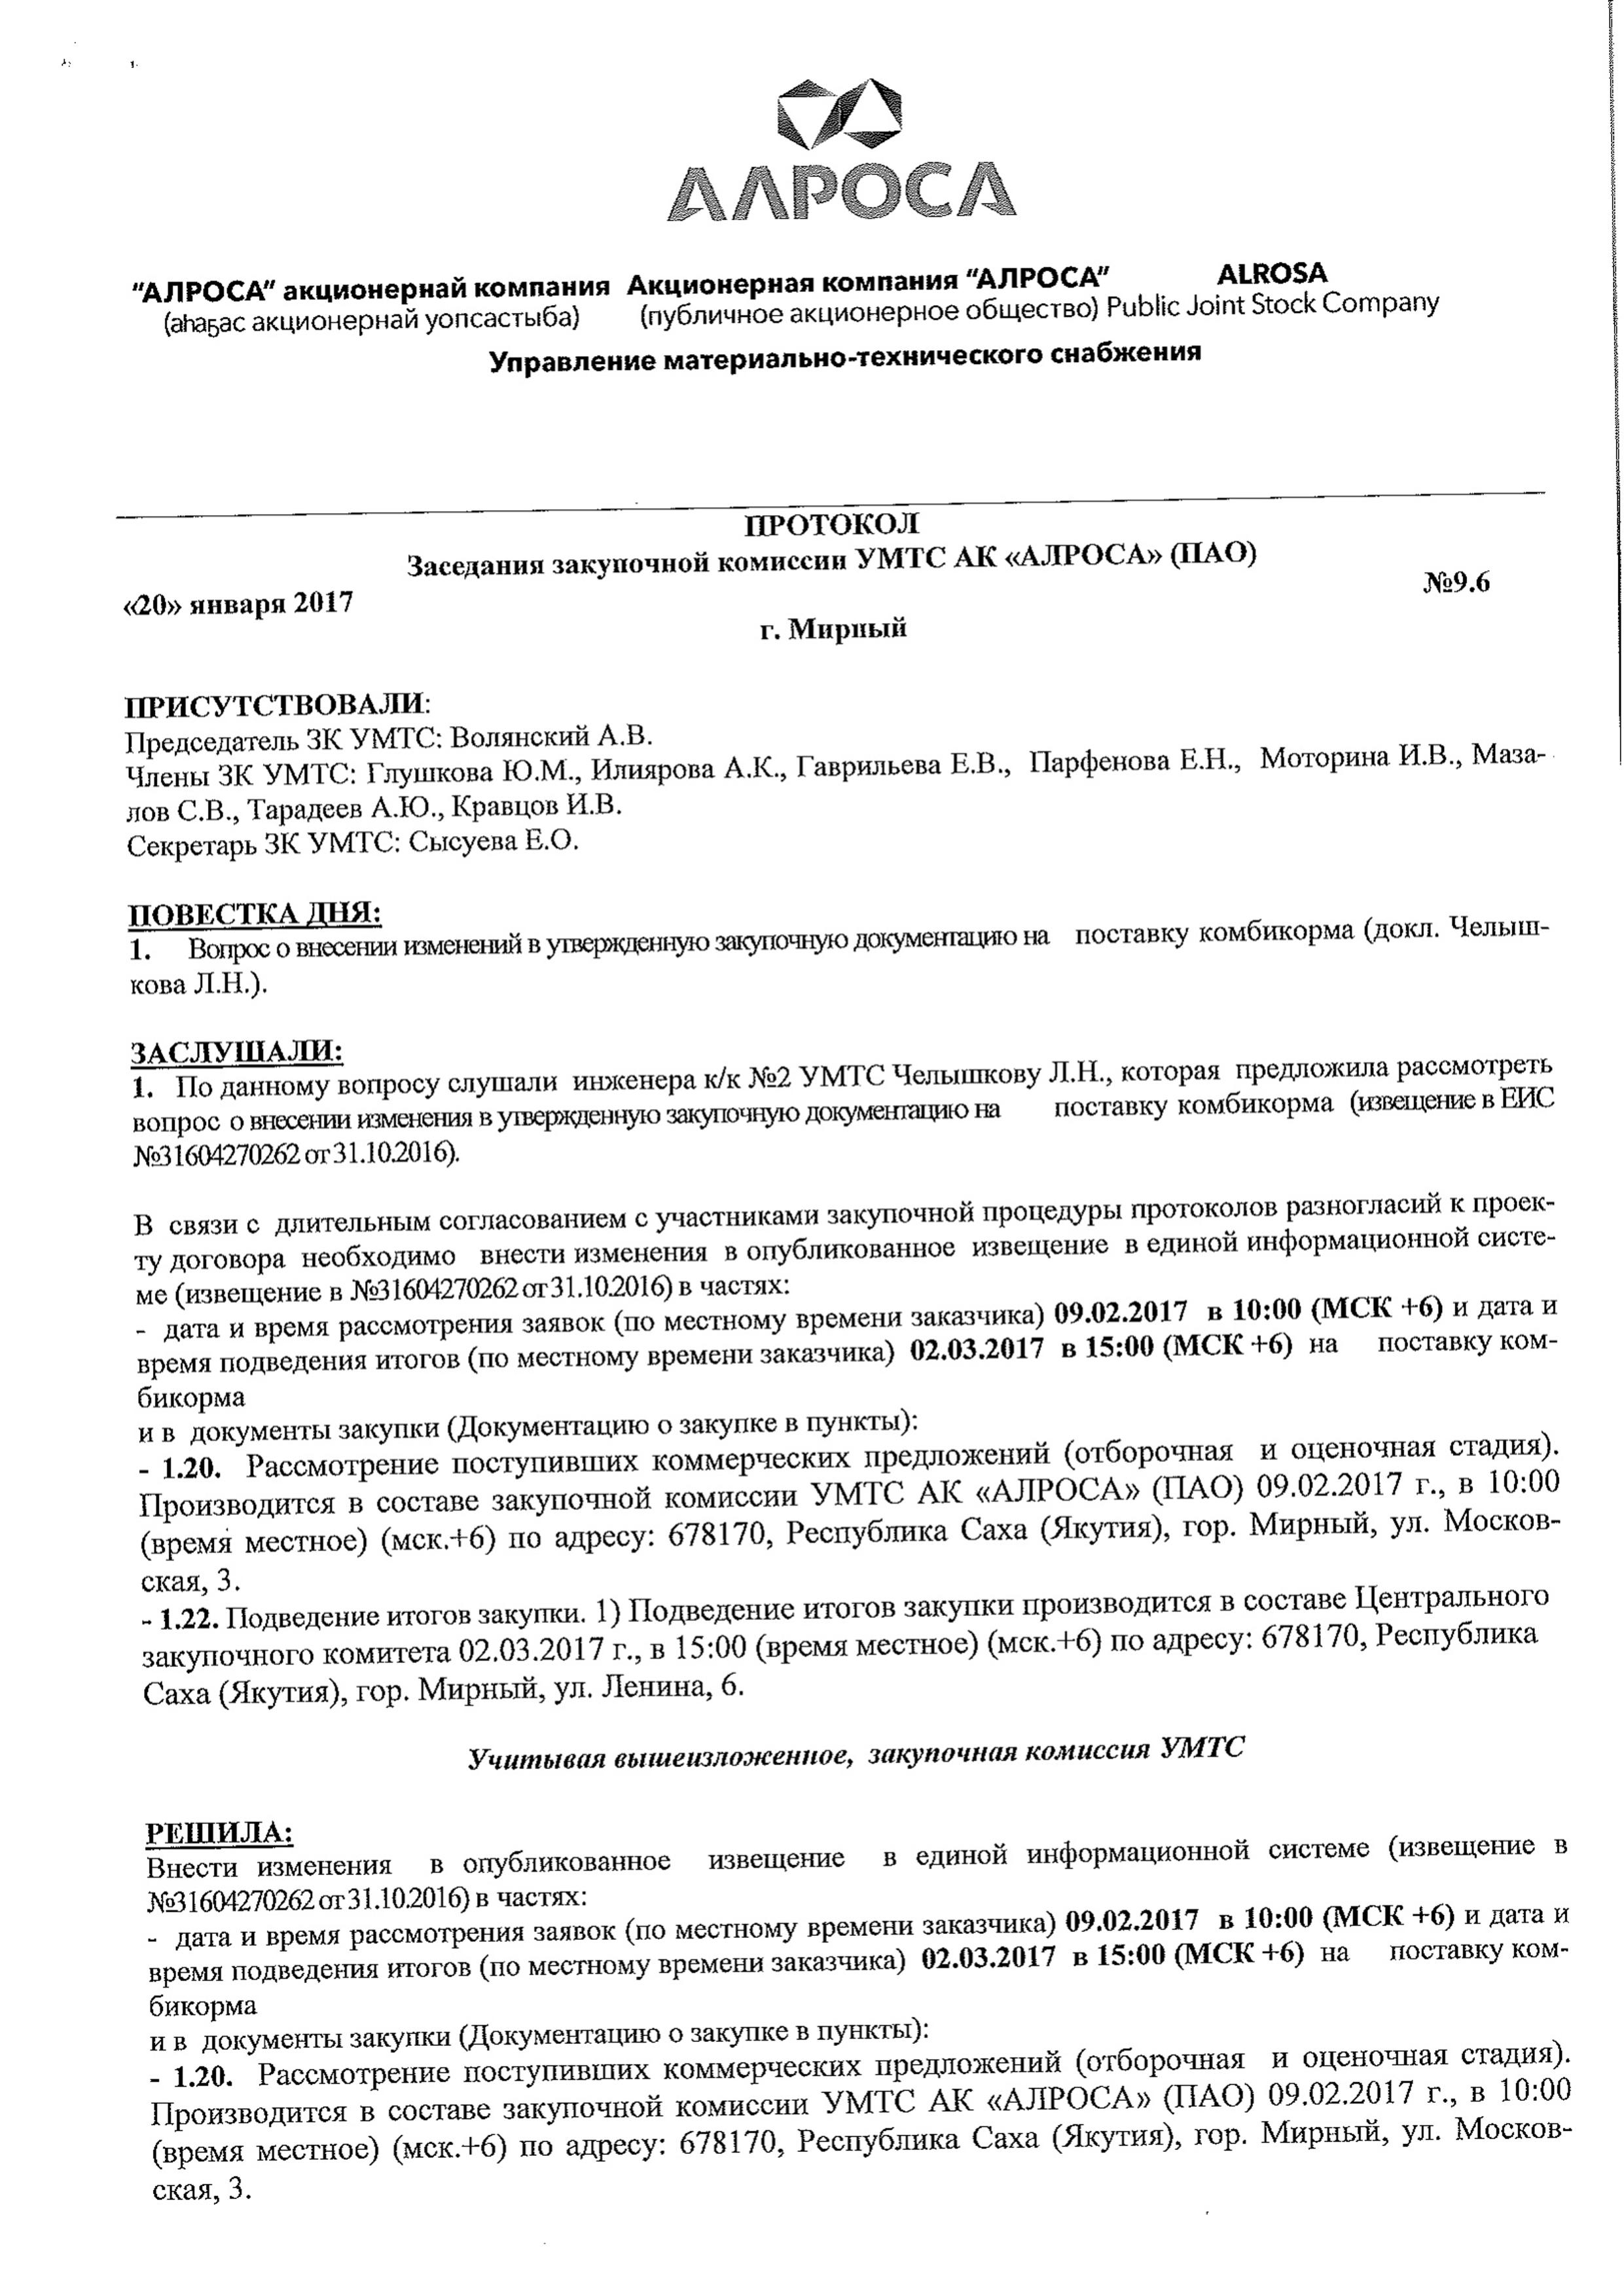 АЛРОСА
“АЛРОСА” акционернай компания Акционерная компания “АЛРОСА” ALROSA
(аһаҕас акционернай уопсастыба) (публичное акционерное общество) Public Joint Stock Company
Управление материально-технического снабжения
ПРОТОКОЛ
Заседания закупочной комиссии УМТС АК «АЛРОСА» (ПАО)
«20» января 2017 №9.6
г. Мирный
ПРИСУТСТВОВАЛИ:
Председатель ЗК УМТС: Волянский А.В.
Члены ЗК УМТС: Глушкова Ю.М., Илиярова А.К., Гаврильева Е.В., Парфенова Е.Н., Моторина И.В., Маза-
лов С.В., Тарадеев А.Ю., Кравцов И.В.
Секретарь ЗК УМТС: Сысуева Е.О.
ПОВЕСТКА ДНЯ:
1. Вопрос о внесении изменений в утвержденную закупочную документацию на поставку комбикорма (докл. Челыш-
кова Л.Н.).
ЗАСЛУШАЛИ:
1. По данному вопросу слушали инженера к/к №2 УМТС Челышкову Л.Н., которая предложила рассмотреть
вопрос о внесении изменения в утвержденную закупочную документацию на поставку комбикорма (извещение в ЕИС
№31604270262 от 31.10.2016).
В связи с длительным согласованием с участниками закупочной процедуры протоколов разногласий к проек-
ту договора необходимо внести изменения в опубликованное извещение в единой информационной систе-
ме (извещение в №31604270262 от 31.10.2016) в частях:
- дата и время рассмотрения заявок (по местному времени заказчика) 09.02.2017 в 10:00 (МСК +6) и дата и
время подведения итогов (по местному времени заказчика) 02.03.2017 в 15:00 (МСК +6) на поставку ком-
бикорма
и в документы закупки (Документацию о закупке в пункты):
- 1.20. Рассмотрение поступивших коммерческих предложений (отборочная и оценочная стадия).
Производится в составе закупочной комиссии УМТС АК «АЛРОСА» (ПАО) 09.02.2017 г., в 10:00
(время местное) (мск.+6) по адресу: 678170, Республика Саха (Якутия), гор. Мирный, ул. Москов-
ская, 3.
- 1.22. Подведение итогов закупки. 1) Подведение итогов закупки производится в составе Центрального
закупочного комитета 02.03.2017 г., в 15:00 (время местное) (мск.+6) по адресу: 678170, Республика
Саха (Якутия), гор. Мирный, ул. Ленина, 6.
Учитывая вышеизложенное, закупочная комиссия УМТС
РЕШИЛА:
Внести изменения в опубликованное извещение в единой информационной системе (извещение в
№31604270262 от 31.10.2016) в частях:
- дата и время рассмотрения заявок (по местному времени заказчика) 09.02.2017 в 10:00 (МСК +6) и дата и
время подведения итогов (по местному времени заказчика) 02.03.2017 в 15:00 (МСК +6) на поставку ком-
бикорма
и в документы закупки (Документацию о закупке в пункты):
- 1.20. Рассмотрение поступивших коммерческих предложений (отборочная и оценочная стадия).
Производится в составе закупочной комиссии УМТС АК «АЛРОСА» (ПАО) 09.02.2017 г., в 10:00
(время местное) (мск.+6) по адресу: 678170, Республика Саха (Якутия), гор. Мирный, ул. Москов-
ская, 3.